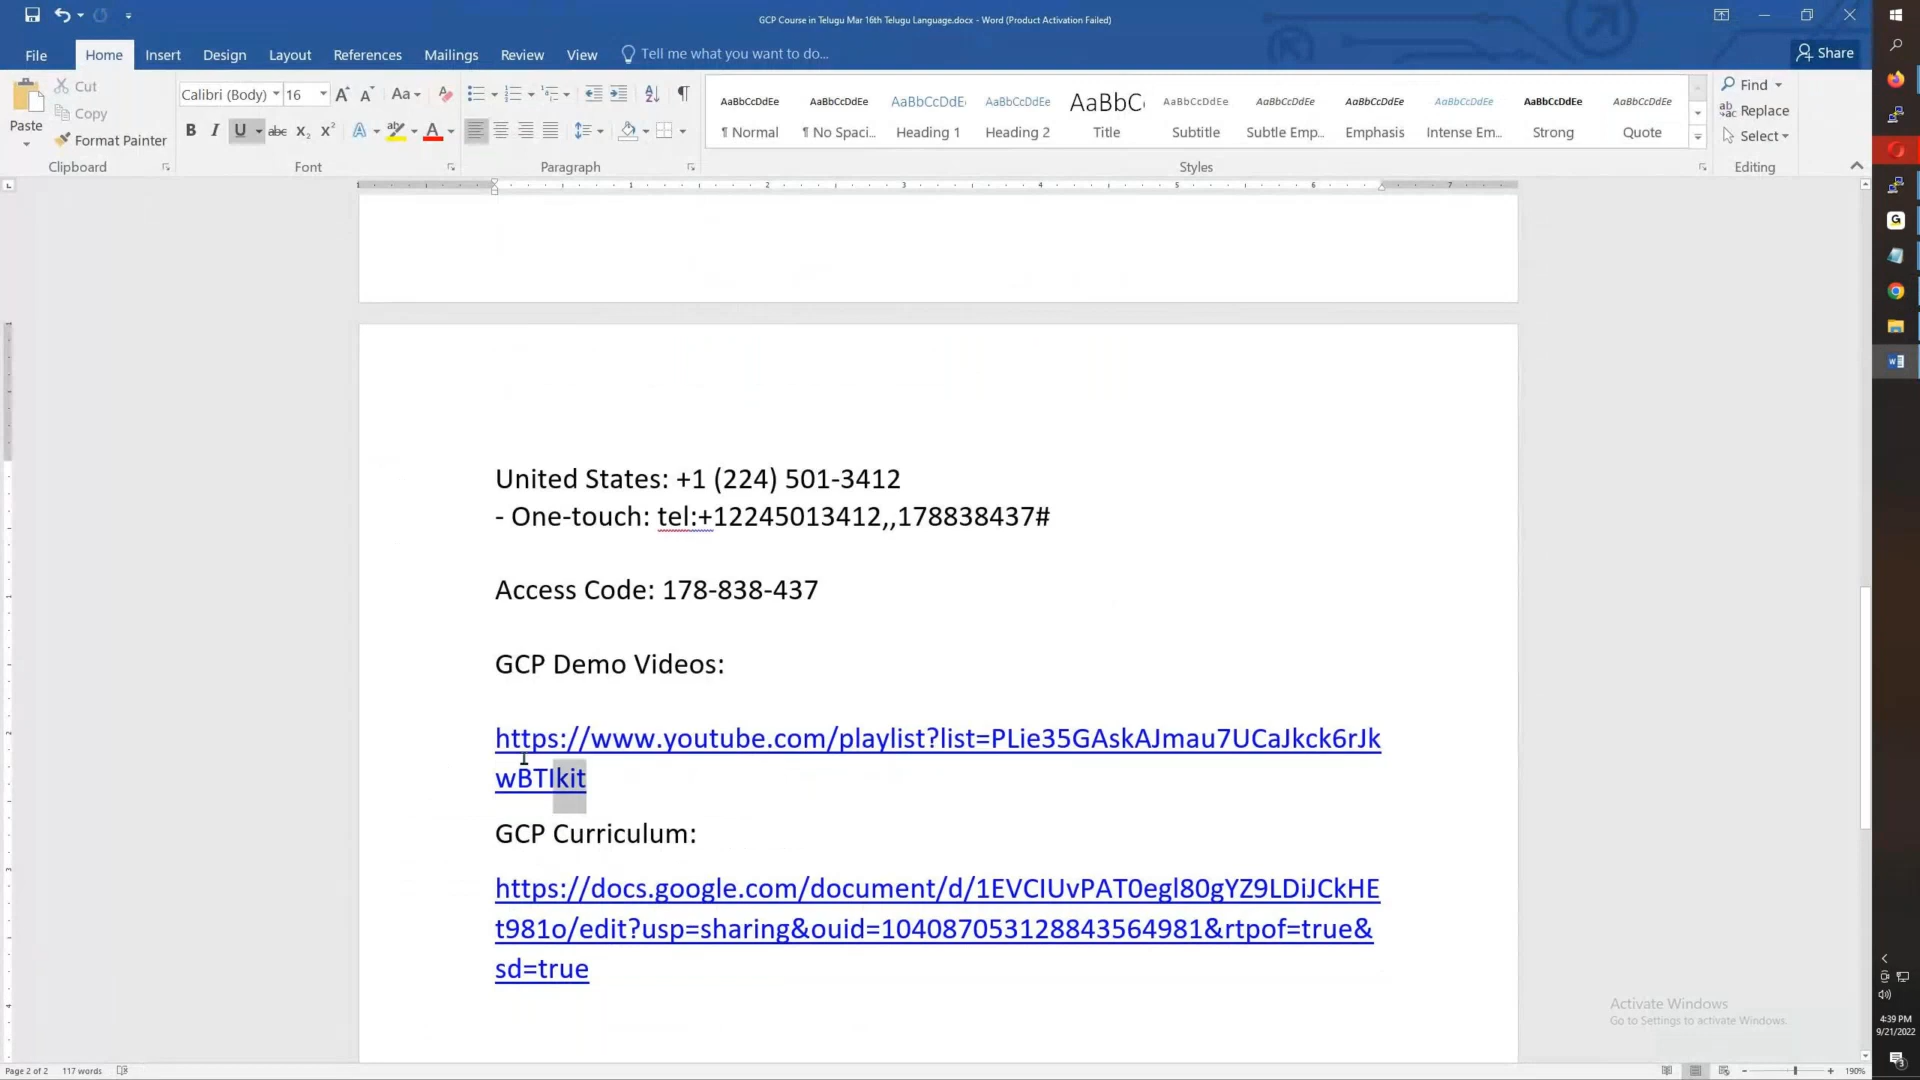 GCP Course in Telugu Mar 16th Telugu Language.docx - Word (Product Activation Failed)
File Home Insert Design Layout References Mailings Review View Tell me what you want to do... Share
Paste Cut Copy Format Painter
Calibri (Body) 16
Clipboard Font Paragraph Styles Editing
AaBbCcDdEe AaBbCcDdEe AaBbCcDdE AaBbCcDdEe AaBbC AaBbCcDdEe AaBbCcDdEe AaBbCcDdEe AaBbCcDdEe AaBbCcDdEe AaBbCcDdEe
¶ Normal ¶ No Spaci... Heading 1 Heading 2 Title Subtitle Subtle Emp... Emphasis Intense Em... Strong Quote
Find Replace Select
United States: +1 (224) 501-3412
- One-touch: tel:+12245013412,,178838437#
Access Code: 178-838-437
GCP Demo Videos:
https://www.youtube.com/playlist?list=PLie35GAskAJmau7UCaJkck6rJk
wBTIkit
GCP Curriculum:
https://docs.google.com/document/d/1EVCIUvPAT0egl80gYZ9LDiJCkHE
t981o/edit?usp=sharing&ouid=104087053128843564981&rtpof=true&
sd=true
Activate Windows
Go to Settings to activate Windows.
4:39 PM
9/21/2022
Page 2 of 2 117 words 190%